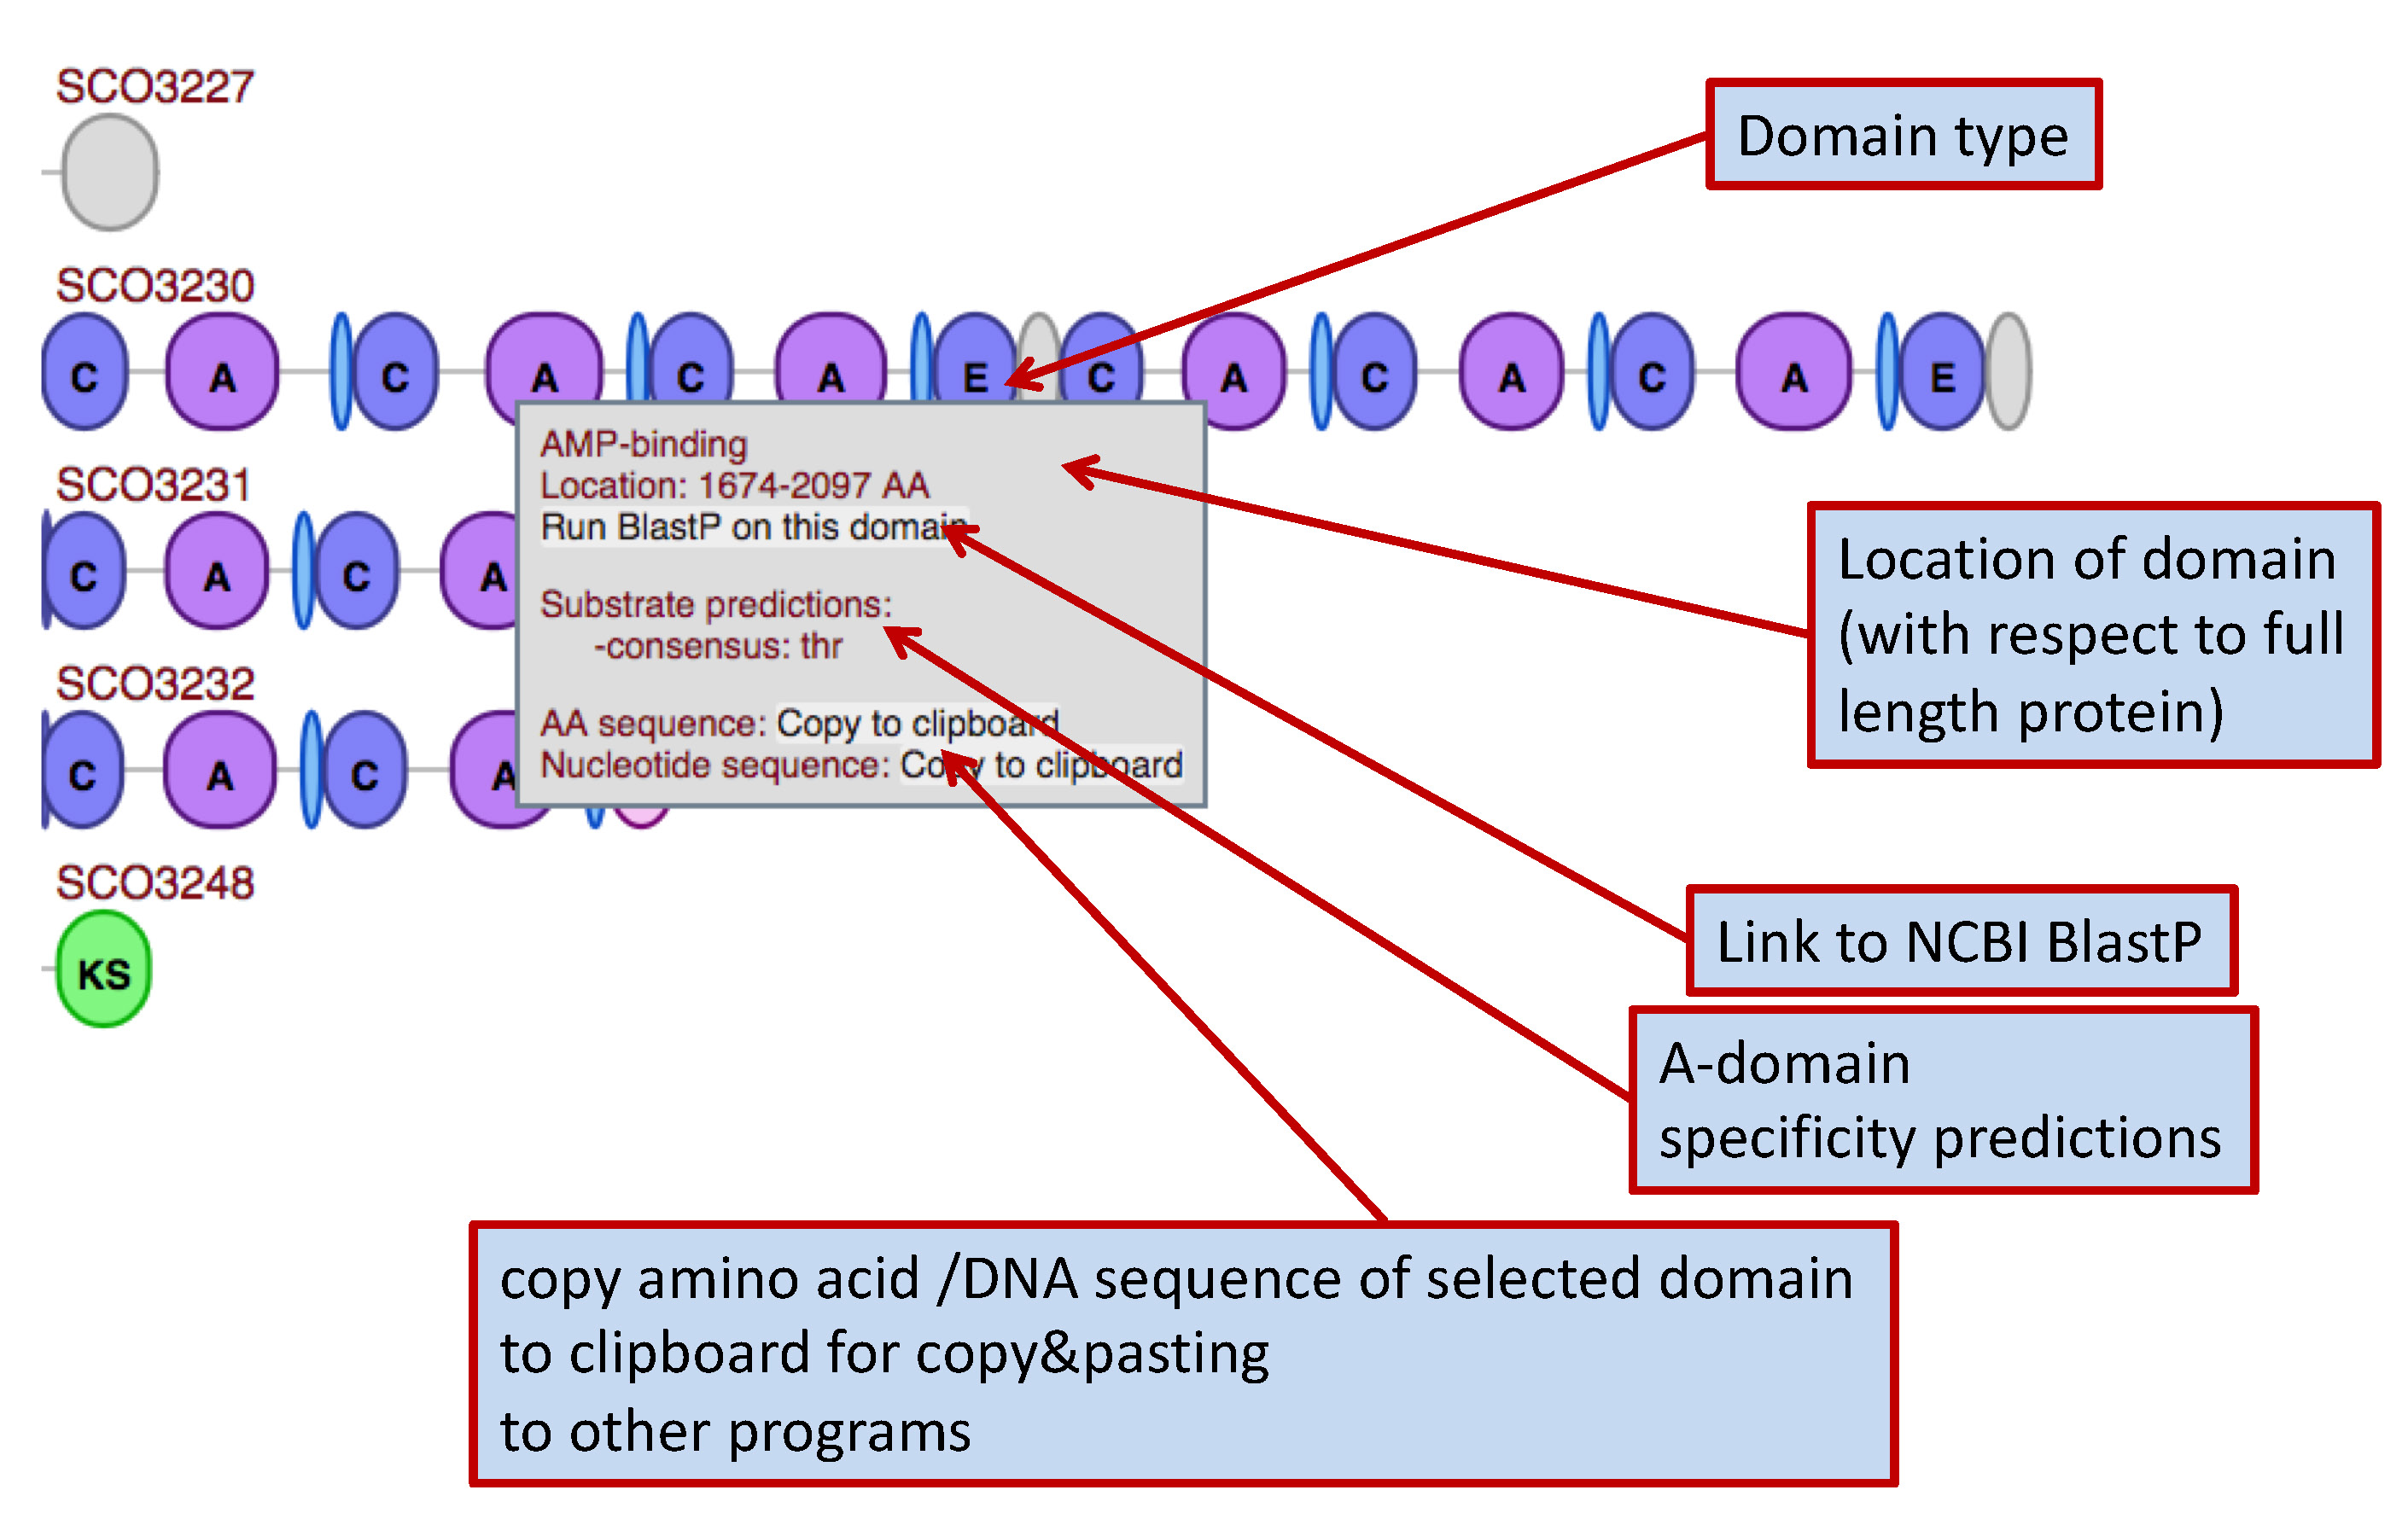 SCO3227
Domain type
SCO3230
C A C A C A E C A C A C A E
AMP-binding
Location: 1674-2097 AA
Run BlastP on this domain
Substrate predictions:
-consensus: thr
AA sequence: Copy to clipboard
Nucleotide sequence: Copy to clipboard
SCO3231
C A C A
SCO3232
C A C A
SCO3248
KS
Location of domain
(with respect to full
length protein)
Link to NCBI BlastP
A-domain
specificity predictions
copy amino acid /DNA sequence of selected domain
to clipboard for copy&pasting
to other programs